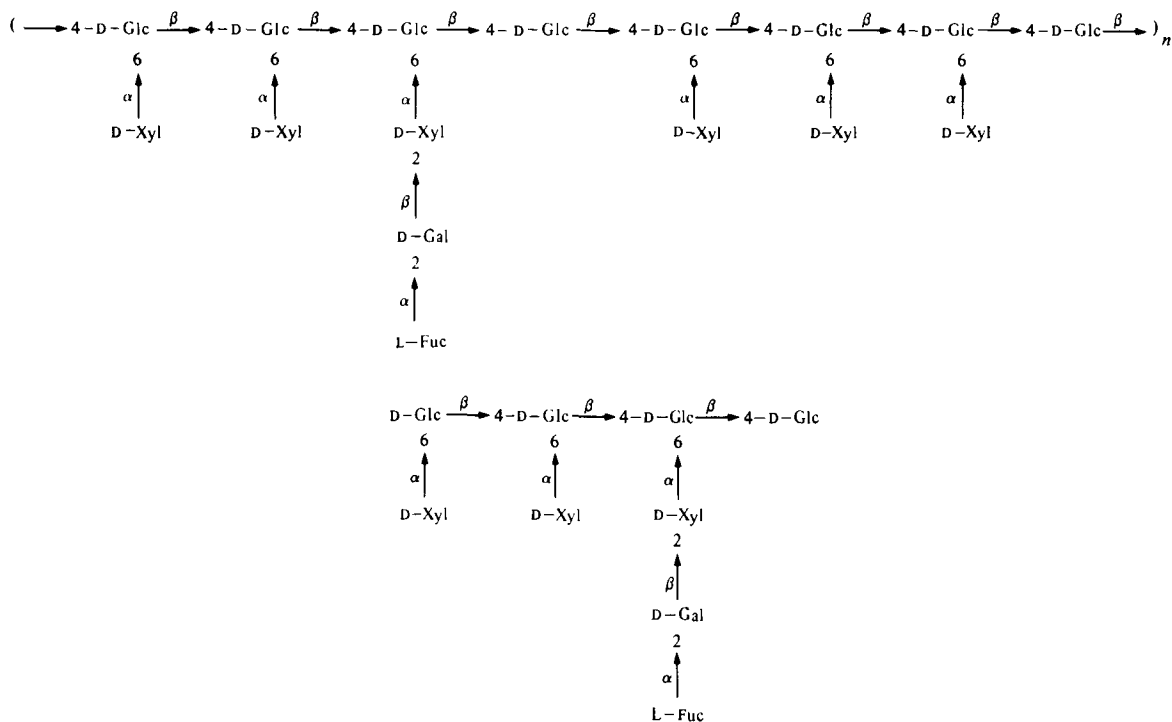 ( → 4–D–Glc β→ 4–D–Glc β→ 4–D–Glc β→ 4–D–Glc β→ 4–D–Glc β→ 4–D–Glc β→ 4–D–Glc β→ 4–D–Glc β→ )n
6 6 6 6 6 6
α↑ α↑ α↑ α↑ α↑ α↑
D–Xyl D–Xyl D–Xyl D–Xyl D–Xyl D–Xyl
2
β↑
D–Gal
2
α↑
L–Fuc
D–Glc β→ 4–D–Glc β→ 4–D–Glc β→ 4–D–Glc
6 6 6
α↑ α↑ α↑
D–Xyl D–Xyl D–Xyl
2
β↑
D–Gal
2
α↑
L–Fuc